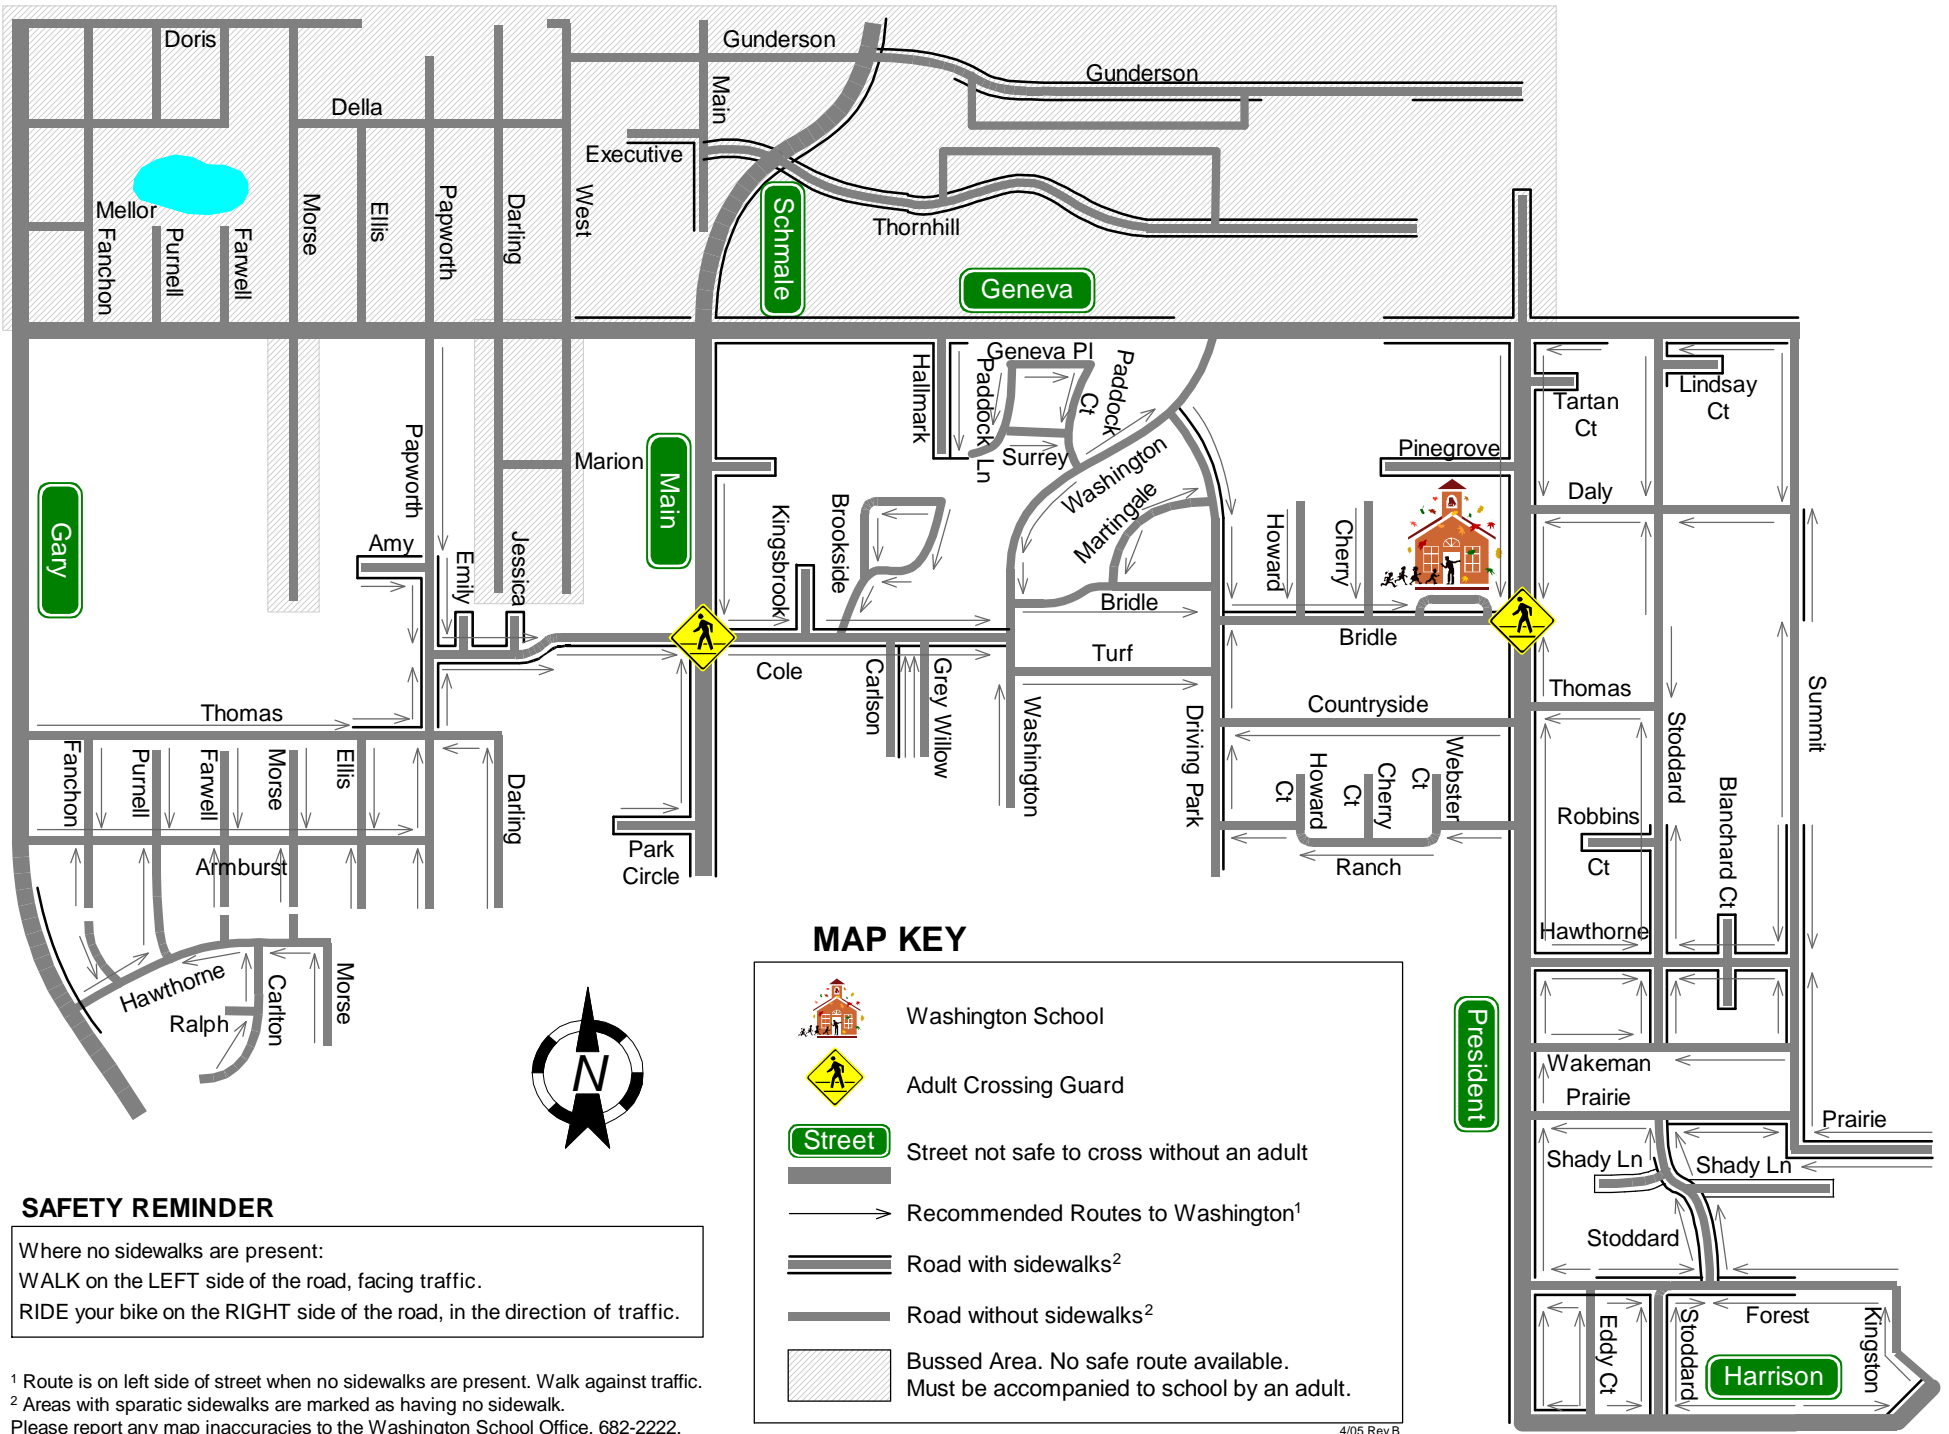 Doris
Gunderson
Gunderson
Main
Della
Executive
Mellor
Fanchon
Purnell
Farwell
Morse
Ellis
Papworth
Darling
West
Schmale
Thornhill
Geneva
Geneva Pl
Hallmark
Paddock Ln
Paddock
Ct
Surrey
Washington
Martingale
Tartan
Ct
Lindsay
Ct
Pinegrove
Daly
Marion
Main
Papworth
Gary
Amy
Emily
Jessica
Kingsbrook
Brookside
Howard
Cherry
Bridle
Bridle
Turf
Cole
Carlson
Grey Willow
Washington
Driving Park
Countryside
Thomas
Thomas
Stoddard
Summit
Fanchon
Purnell
Farwell
Morse
Ellis
Darling
Armburst
Park
Circle
Howard
Ct
Cherry
Ct
Webster
Ct
Ranch
Robbins
Ct
Blanchard Ct
Hawthorne
Hawthorne
Ralph
Carlton
Morse
N
President
Wakeman
Prairie
Prairie
Shady Ln
Shady Ln
Stoddard
Forest
Eddy Ct
Stoddard
Kingston
Harrison
MAP KEY
Washington School
Adult Crossing Guard
Street
Street not safe to cross without an adult
Recommended Routes to Washington¹
Road with sidewalks²
Road without sidewalks²
Bussed Area. No safe route available.
Must be accompanied to school by an adult.
4/05 Rev B
SAFETY REMINDER
Where no sidewalks are present:
WALK on the LEFT side of the road, facing traffic.
RIDE your bike on the RIGHT side of the road, in the direction of traffic.
¹ Route is on left side of street when no sidewalks are present. Walk against traffic.
² Areas with sparatic sidewalks are marked as having no sidewalk.
Please report any map inaccuracies to the Washington School Office, 682-2222.